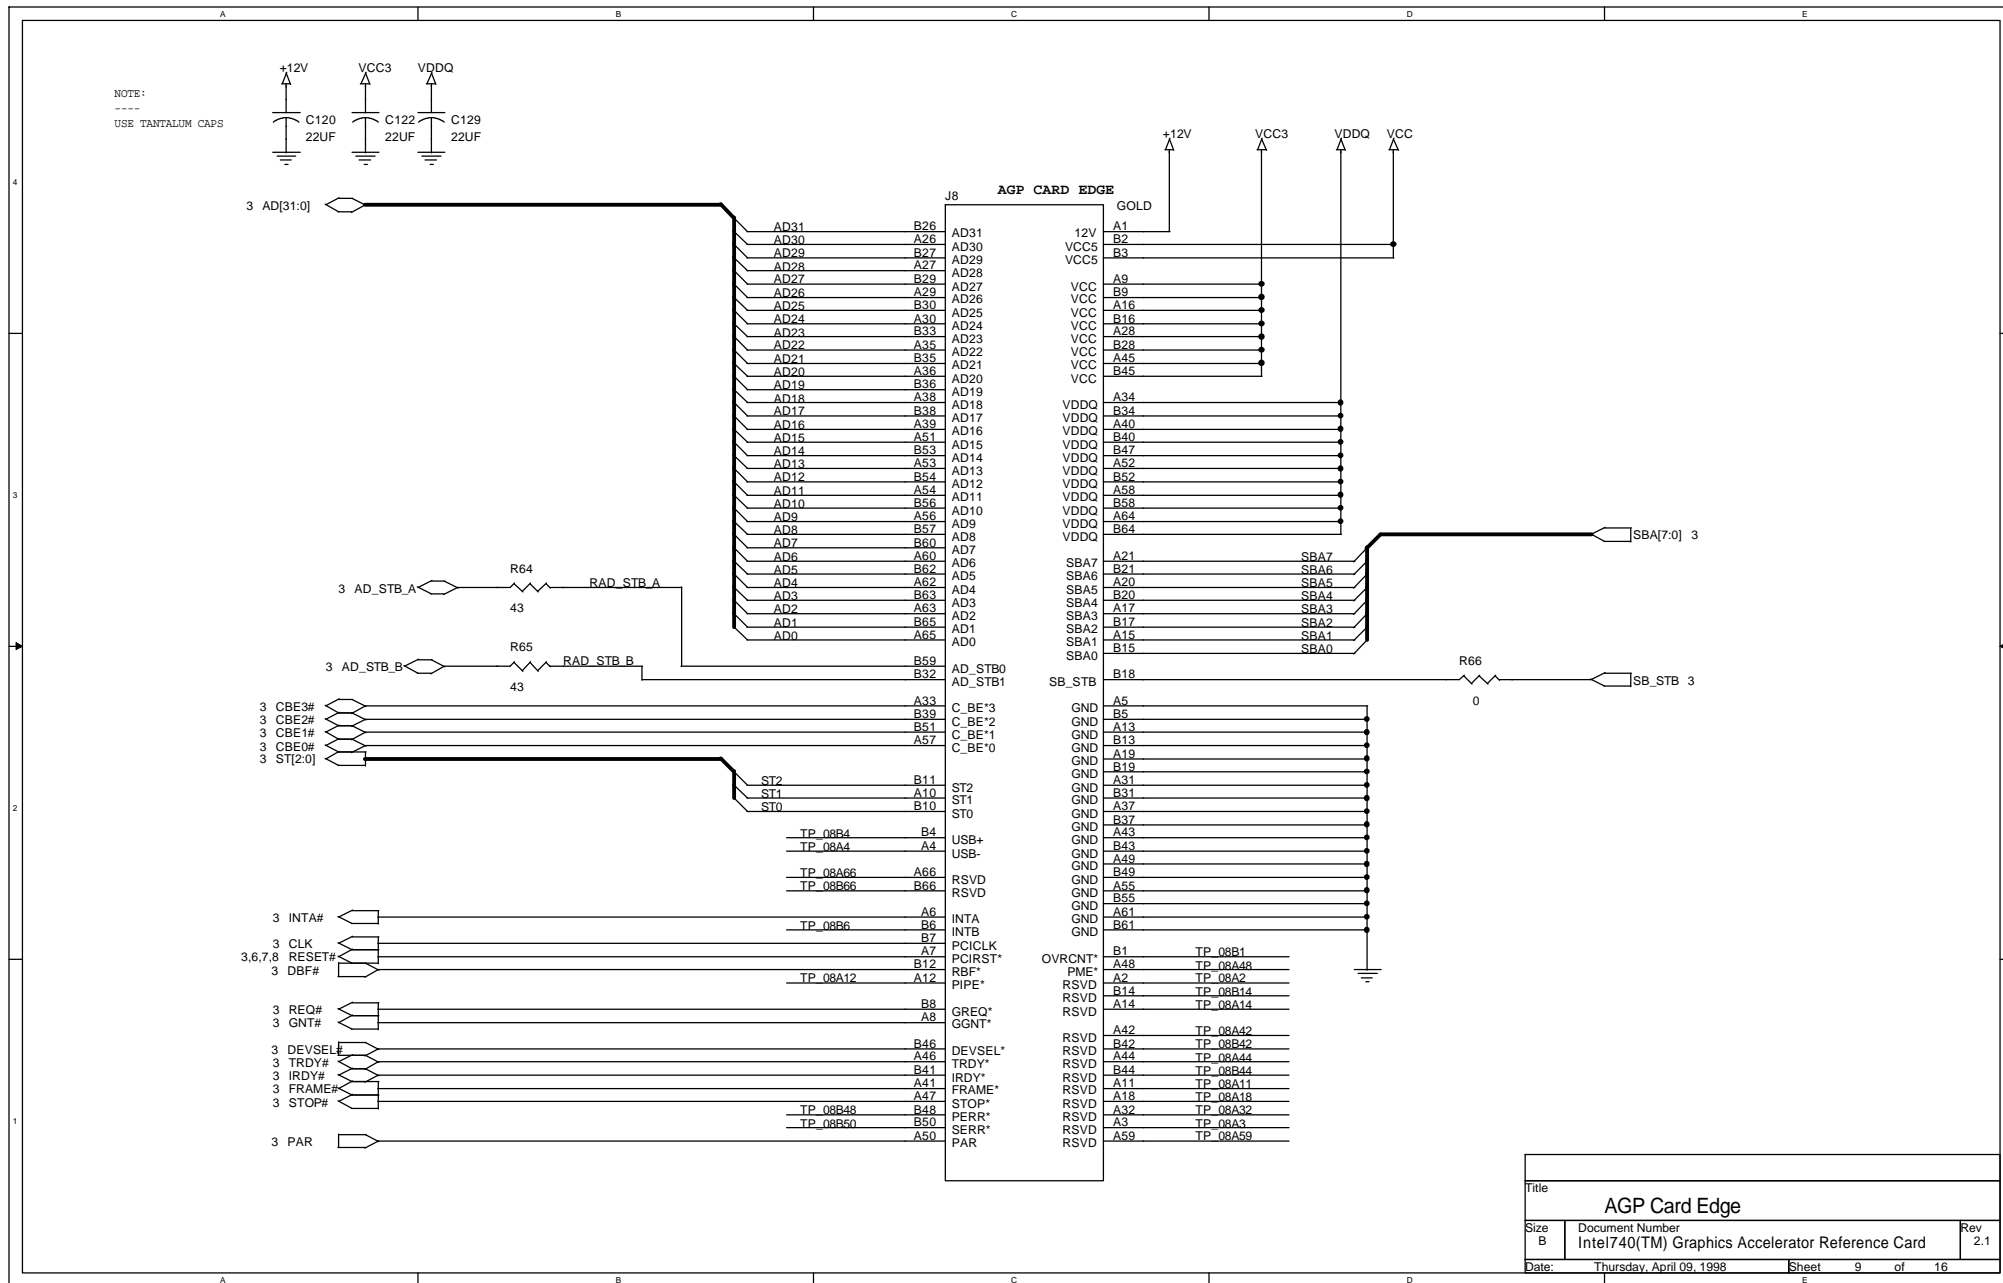 A B C D E
+12V VCC3 VDDQ
NOTE:
----
USE TANTALUM CAPS
C120 C122 C129
22UF 22UF 22UF
+12V VCC3 VDDQ VCC
4
J8 AGP CARD EDGE
GOLD
3 AD[31:0]
AD31 B26 AD31
AD30 A26 AD30
AD29 B27 AD29
AD28 A27 AD28
AD27 B29 AD27
AD26 A29 AD26
AD25 B30 AD25
AD24 A30 AD24
AD23 B33 AD23
AD22 A35 AD22
AD21 B35 AD21
AD20 A36 AD20
AD19 B36 AD19
AD18 A38 AD18
AD17 B38 AD17
AD16 A39 AD16
AD15 A51 AD15
AD14 B53 AD14
AD13 A53 AD13
AD12 B54 AD12
AD11 A54 AD11
AD10 B56 AD10
AD9 A56 AD9
AD8 B57 AD8
AD7 B60 AD7
AD6 A60 AD6
AD5 B62 AD5
AD4 A62 AD4
AD3 B63 AD3
AD2 A63 AD2
AD1 B65 AD1
AD0 A65 AD0
3
R64
3 AD_STB_A RAD_STB_A B59 AD_STB0
43
R65
3 AD_STB_B RAD_STB_B B32 AD_STB1
43
3 CBE3# A33 C_BE*3
3 CBE2# B39 C_BE*2
3 CBE1# B51 C_BE*1
3 CBE0# A57 C_BE*0
3 ST[2:0]
ST2 B11 ST2
ST1 A10 ST1
ST0 B10 ST0
2
TP_08B4 B4 USB+
TP_08A4 A4 USB-
TP_08A66 A66 RSVD
TP_08B66 B66 RSVD
3 INTA# A6 INTA
TP_08B6 B6 INTB
3 CLK B7 PCICLK
3,6,7,8 RESET# A7 PCIRST*
3 DBF# B12 RBF*
TP_08A12 A12 PIPE*
3 REQ# B8 GREQ*
3 GNT# A8 GGNT*
3 DEVSEL# B46 DEVSEL*
3 TRDY# A46 TRDY*
3 IRDY# B41 IRDY*
3 FRAME# A41 FRAME*
3 STOP# A47 STOP*
TP_08B48 B48 PERR*
TP_08B50 B50 SERR*
3 PAR A50 PAR
1
12V A1
VCC5 B2
VCC5 B3
VCC A9
VCC B9
VCC A16
VCC B16
VCC A28
VCC B28
VCC A45
VCC B45
VDDQ A34
VDDQ B34
VDDQ A40
VDDQ B40
VDDQ B47
VDDQ A52
VDDQ B52
VDDQ A58
VDDQ B58
VDDQ A64
VDDQ B64
SBA[7:0] 3
SBA7 A21 SBA7
SBA6 B21 SBA6
SBA5 A20 SBA5
SBA4 B20 SBA4
SBA3 A17 SBA3
SBA2 B17 SBA2
SBA1 A15 SBA1
SBA0 B15 SBA0
R66
SB_STB B18 SB_STB 3
0
GND A5
GND B5
GND A13
GND B13
GND A19
GND B19
GND A31
GND B31
GND A37
GND B37
GND A43
GND B43
GND A49
GND B49
GND A55
GND B55
GND A61
GND B61
OVRCNT* B1 TP_08B1
PME* A48 TP_08A48
RSVD A2 TP_08A2
RSVD B14 TP_08B14
RSVD A14 TP_08A14
RSVD A42 TP_08A42
RSVD B42 TP_08B42
RSVD A44 TP_08A44
RSVD B44 TP_08B44
RSVD A11 TP_08A11
RSVD A18 TP_08A18
RSVD A32 TP_08A32
RSVD A3 TP_08A3
RSVD A59 TP_08A59
Title
AGP Card Edge
Size Document Number Rev
B Intel740(TM) Graphics Accelerator Reference Card 2.1
Date: Thursday, April 09, 1998 Sheet 9 of 16
A B C D E